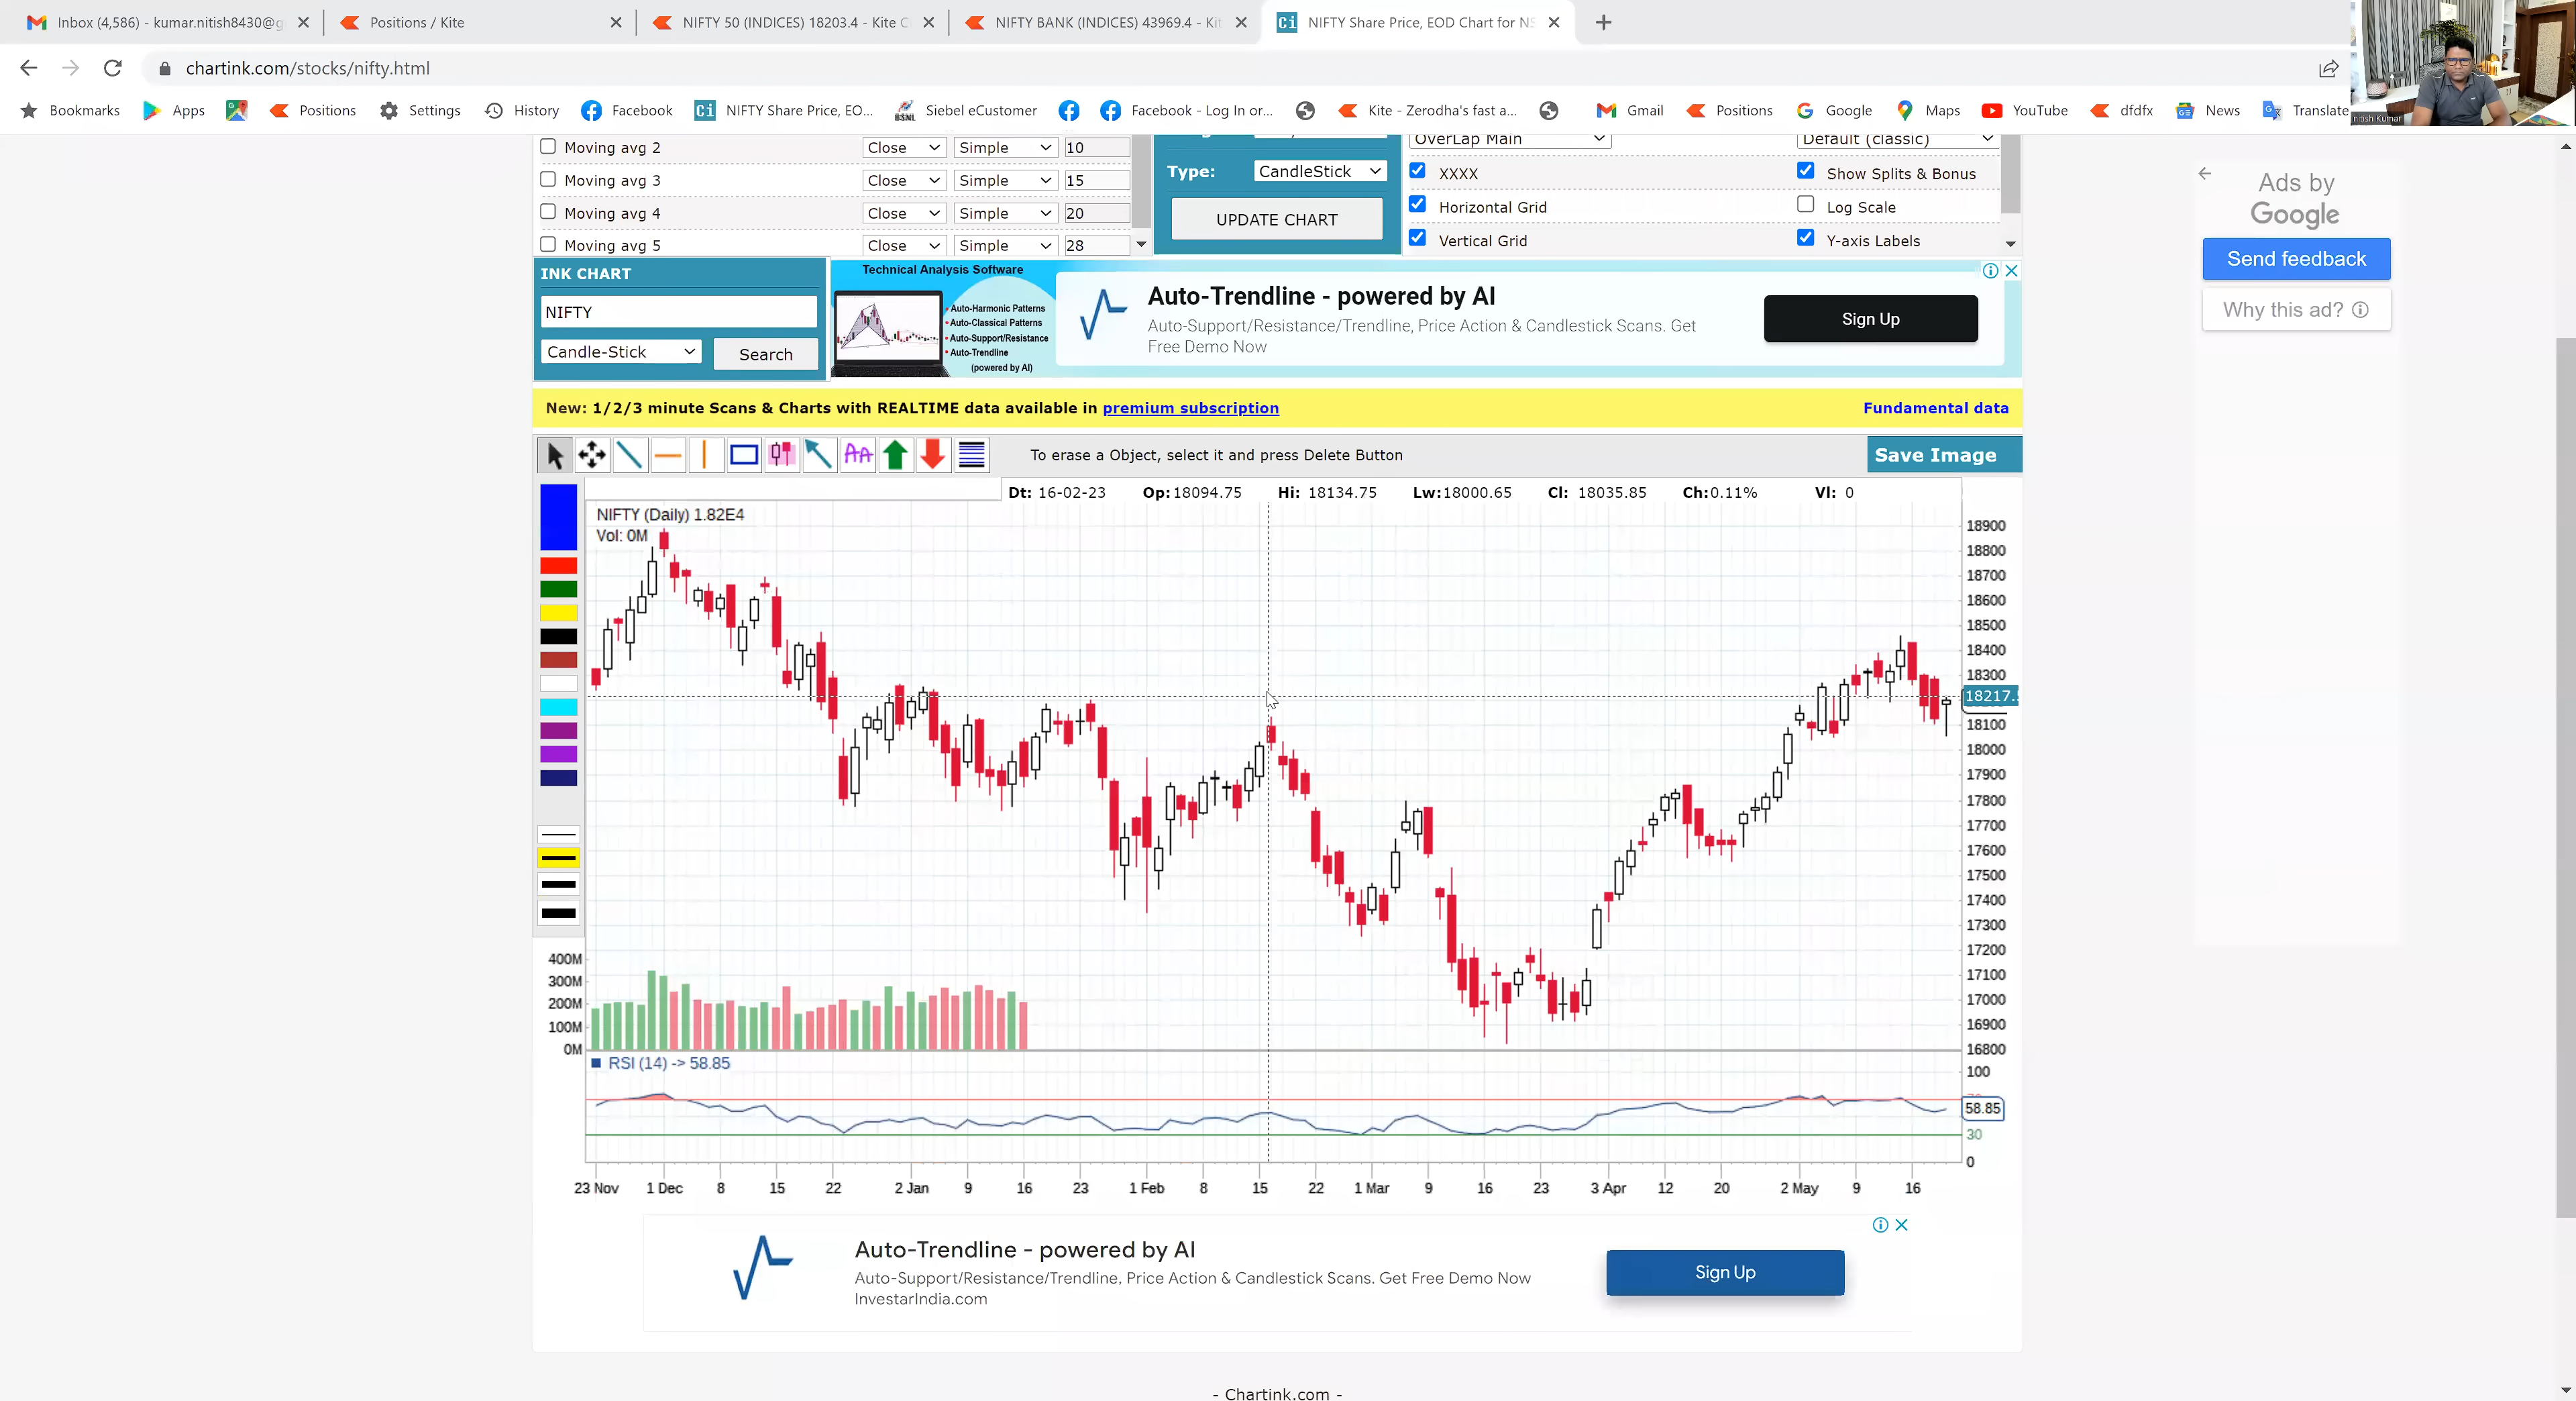 Inbox (4,586) - kumar.nitish8430@g
Positions / Kite
NIFTY 50 (INDICES) 18203.4 - Kite C
NIFTY BANK (INDICES) 43969.4 - Kit
Ci NIFTY Share Price, EOD Chart for NS
chartink.com/stocks/nifty.html
Bookmarks Apps Positions Settings History Facebook Ci NIFTY Share Price, EO... BSNL Siebel eCustomer Facebook - Log In or... Kite - Zerodha's fast a... Gmail Positions Google Maps YouTube dfdfx News Translate
nitish Kumar
Moving avg 2 Close Simple 10
Moving avg 3 Close Simple 15
Moving avg 4 Close Simple 20
Moving avg 5 Close Simple 28
Type: CandleStick
UPDATE CHART
OverLap Main Default (classic)
XXXX Show Splits & Bonus
Horizontal Grid Log Scale
Vertical Grid Y-axis Labels
Ads by
Google
Send feedback
Why this ad?
INK CHART
NIFTY
Candle-Stick Search
Technical Analysis Software
• Auto-Harmonic Patterns
• Auto-Classical Patterns
• Auto-Support/Resistance
• Auto-Trendline
(powered by AI)
Auto-Trendline - powered by AI
Auto-Support/Resistance/Trendline, Price Action & Candlestick Scans. Get
Free Demo Now
Sign Up
New: 1/2/3 minute Scans & Charts with REALTIME data available in premium subscription
Fundamental data
AA
To erase a Object, select it and press Delete Button
Save Image
Dt: 16-02-23 Op:18094.75 Hi: 18134.75 Lw:18000.65 Cl: 18035.85 Ch:0.11% Vl: 0
NIFTY (Daily) 1.82E4
Vol: 0M
18900
18800
18700
18600
18500
18400
18300
18217.
18100
18000
17900
17800
17700
17600
17500
17400
17300
17200
17100
17000
16900
16800
400M
300M
200M
100M
0M
RSI (14) -> 58.85
100
58.85
30
0
23 Nov 1 Dec 8 15 22 2 Jan 9 16 23 1 Feb 8 15 22 1 Mar 9 16 23 3 Apr 12 20 2 May 9 16
Auto-Trendline - powered by AI
Auto-Support/Resistance/Trendline, Price Action & Candlestick Scans. Get Free Demo Now
InvestarIndia.com
Sign Up
- Chartink.com -